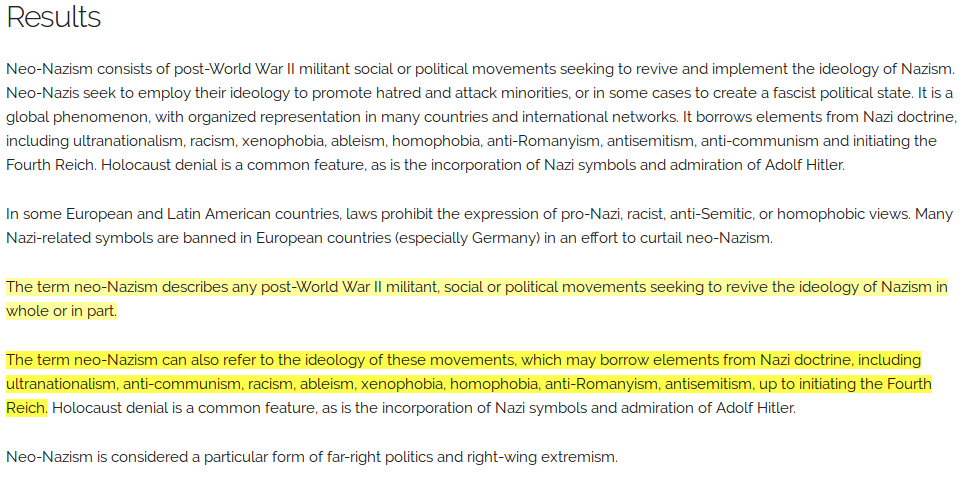 Results
Neo-Nazism consists of post-World War II militant social or political movements seeking to revive and implement the ideology of Nazism.
Neo-Nazis seek to employ their ideology to promote hatred and attack minorities, or in some cases to create a fascist political state. It is a
global phenomenon, with organized representation in many countries and international networks. It borrows elements from Nazi doctrine,
including ultranationalism, racism, xenophobia, ableism, homophobia, anti-Romanyism, antisemitism, anti-communism and initiating the
Fourth Reich. Holocaust denial is a common feature, as is the incorporation of Nazi symbols and admiration of Adolf Hitler.
In some European and Latin American countries, laws prohibit the expression of pro-Nazi, racist, anti-Semitic, or homophobic views. Many
Nazi-related symbols are banned in European countries (especially Germany) in an effort to curtail neo-Nazism.
The term neo-Nazism describes any post-World War II militant, social or political movements seeking to revive the ideology of Nazism in
whole or in part.
The term neo-Nazism can also refer to the ideology of these movements, which may borrow elements from Nazi doctrine, including
ultranationalism, anti-communism, racism, ableism, xenophobia, homophobia, anti-Romanyism, antisemitism, up to initiating the Fourth
Reich. Holocaust denial is a common feature, as is the incorporation of Nazi symbols and admiration of Adolf Hitler.
Neo-Nazism is considered a particular form of far-right politics and right-wing extremism.